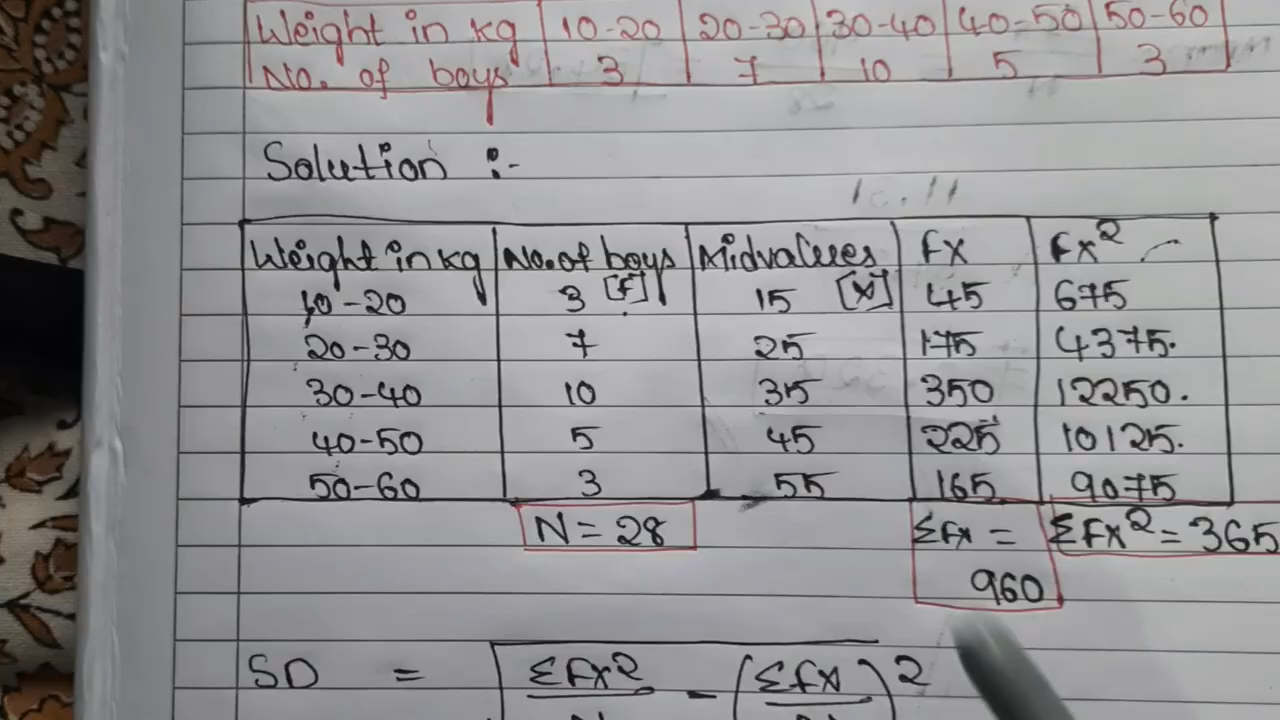 Weight in kg 10-20 20-30 30-40 40-50 50-60
No. of boys 3 7 10 5 3
Solution :-
Weight in kg No. of boys [f] Midvalues [x] fx fx²
10-20 3 15 45 675
20-30 7 25 175 4375.
30-40 10 35 350 12250.
40-50 5 45 225 10125.
50-60 3 55 165 9075
N = 28 Σfx = 960 Σfx² = 365
SD = √ Σfx² - (Σfx)²